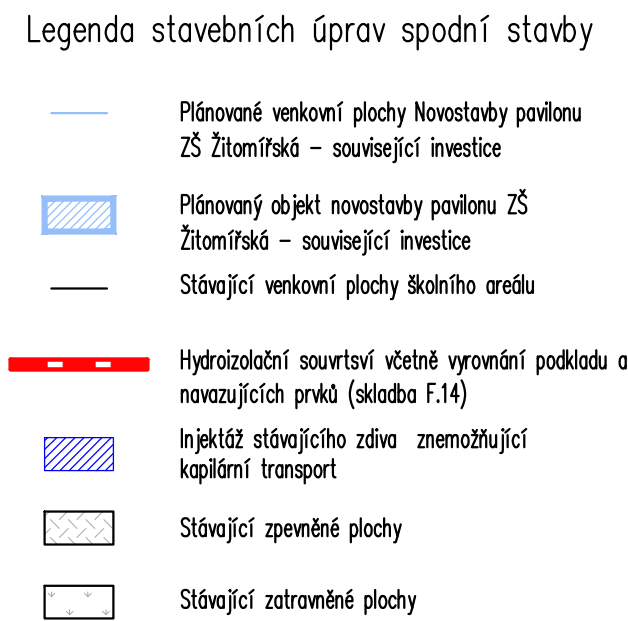 Legenda stavebních úprav spodní stavby
Plánované venkovní plochy Novostavby pavilonu
ZŠ Žitomířská – související investice
Plánovaný objekt novostavby pavilonu ZŠ
Žitomířská – související investice
Stávající venkovní plochy školního areálu
Hydroizolační souvrtsví včetně vyrovnání podkladu a
navazujících prvků (skladba F.14)
Injektáž stávajícího zdiva znemožňující
kapilární transport
Stávající zpevněné plochy
Stávající zatravněné plochy